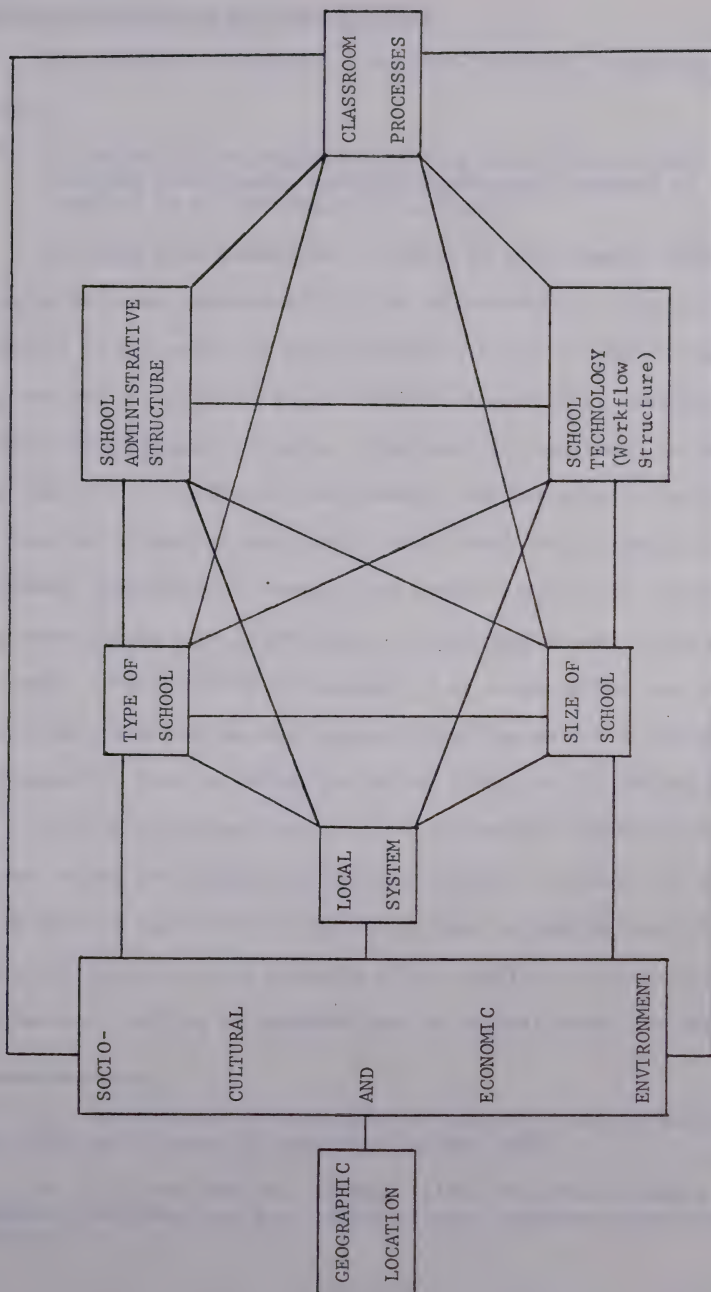 GEOGRAPHIC
LOCATION
SOCIO-
CULTURAL
AND
ECONOMIC
ENVIRONMENT
LOCAL
SYSTEM
TYPE OF
SCHOOL
SIZE OF
SCHOOL
SCHOOL
ADMINISTRATIVE
STRUCTURE
SCHOOL
TECHNOLOGY
(Workflow
Structure)
CLASSROOM
PROCESSES